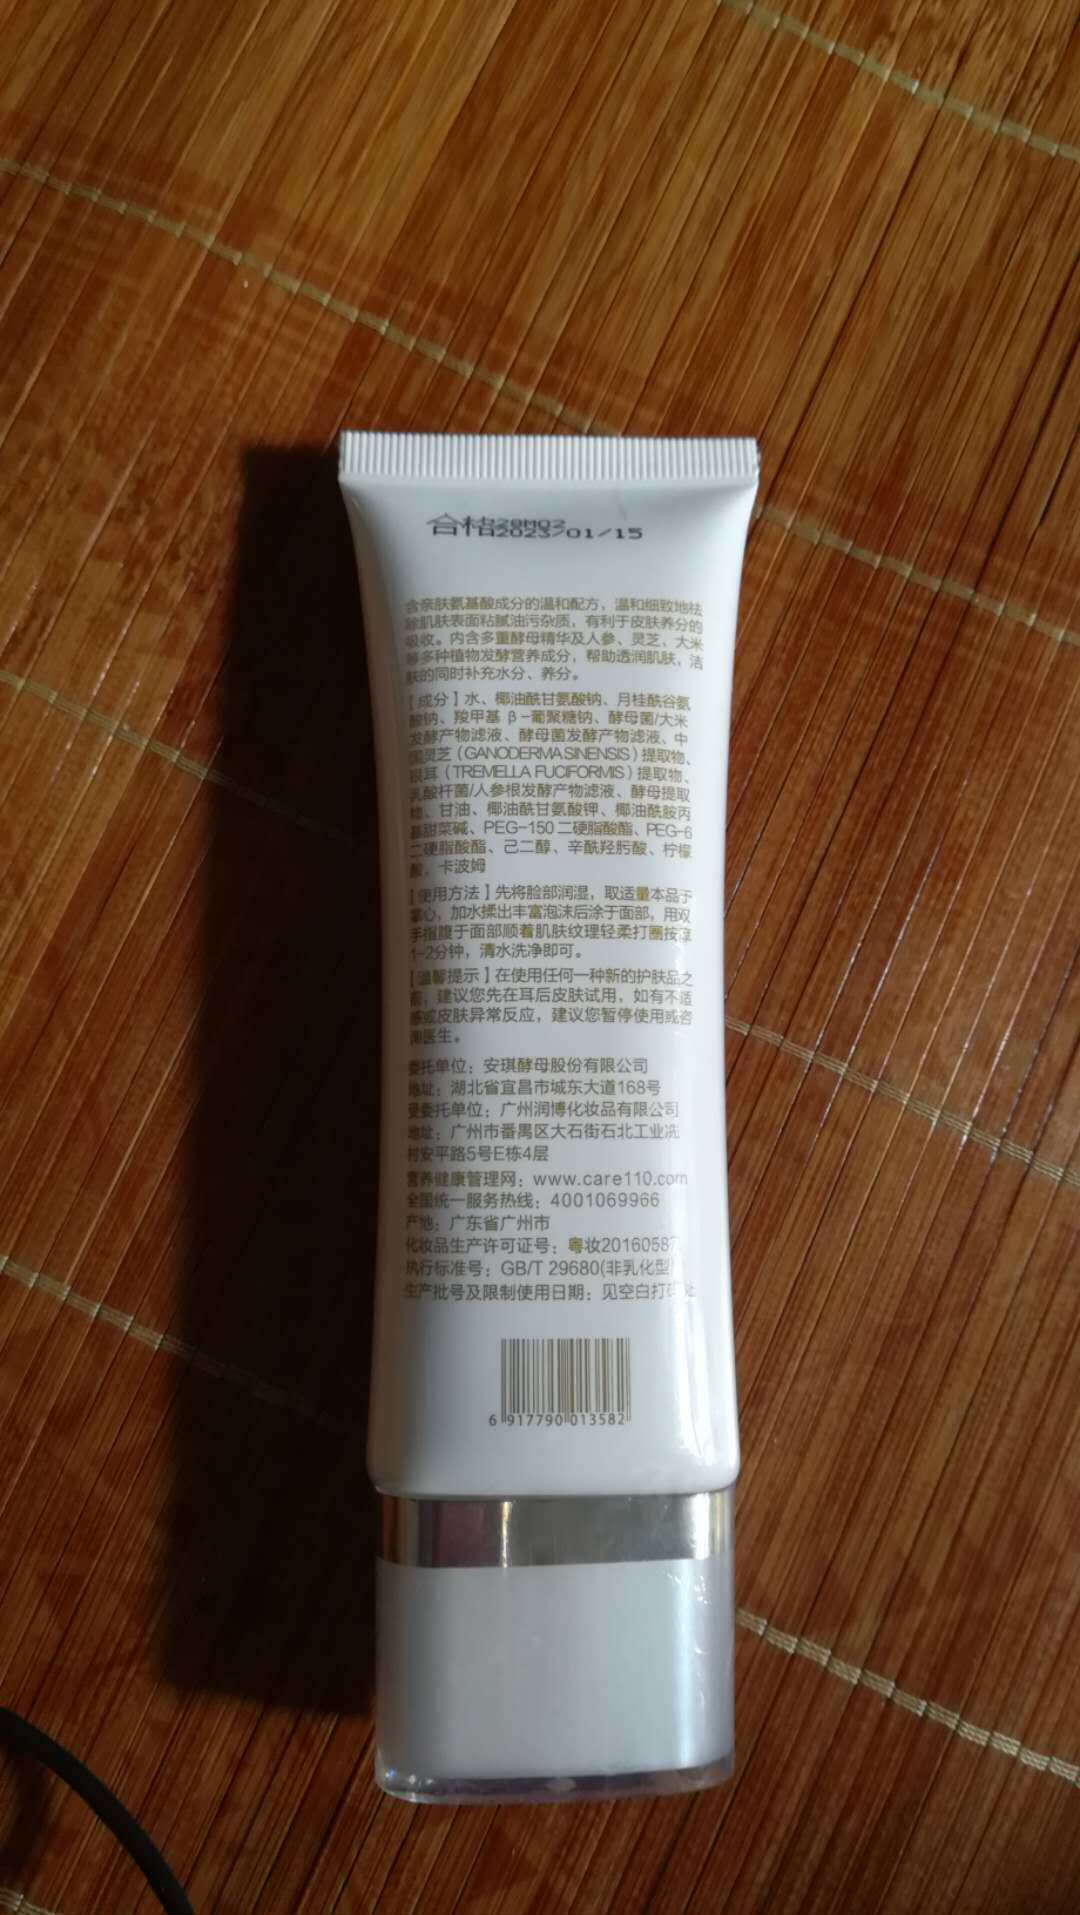 合格20M02
2023/01/15
含亲肤氨基酸成分的温和配方，温和细致地祛
除肌肤表面粘腻油污杂质，有利于皮肤养分的
吸收。内含多重酵母精华及人参、灵芝、大米
等多种植物发酵营养成分，帮助透润肌肤，洁
肤的同时补充水分、养分。
【成分】水、椰油酰甘氨酸钠、月桂酰谷氨
酸钠、羧甲基 β-葡聚糖钠、酵母菌/大米
发酵产物滤液、酵母菌发酵产物滤液、中
国灵芝（GANODERMA SINENSIS）提取物、
银耳（TREMELLA FUCIFORMIS）提取物、
乳酸杆菌/人参根发酵产物滤液、酵母提取
物、甘油、椰油酰甘氨酸钾、椰油酰胺丙
基甜菜碱、PEG-150 二硬脂酸酯、PEG-6
二硬脂酸酯、己二醇、辛酰羟肟酸、柠檬
酸、卡波姆
【使用方法】先将脸部润湿，取适量本品于
掌心，加水揉出丰富泡沫后涂于面部，用双
手指腹于面部顺着肌肤纹理轻柔打圈按摩
1-2分钟，清水洗净即可。
【温馨提示】在使用任何一种新的护肤品之
前，建议您先在耳后皮肤试用，如有不适
感或皮肤异常反应，建议您暂停使用或咨
询医生。
委托单位：安琪酵母股份有限公司
地址：湖北省宜昌市城东大道168号
受委托单位：广州润博化妆品有限公司
地址：广州市番禺区大石街石北工业冼
村安平路5号E栋4层
营养健康管理网：www.care110.com
全国统一服务热线：4001069966
产地：广东省广州市
化妆品生产许可证号：粤妆2016058
执行标准号：GB/T 29680(非乳化型)
生产批号及限制使用日期：见空白打码处
6 917790 013582